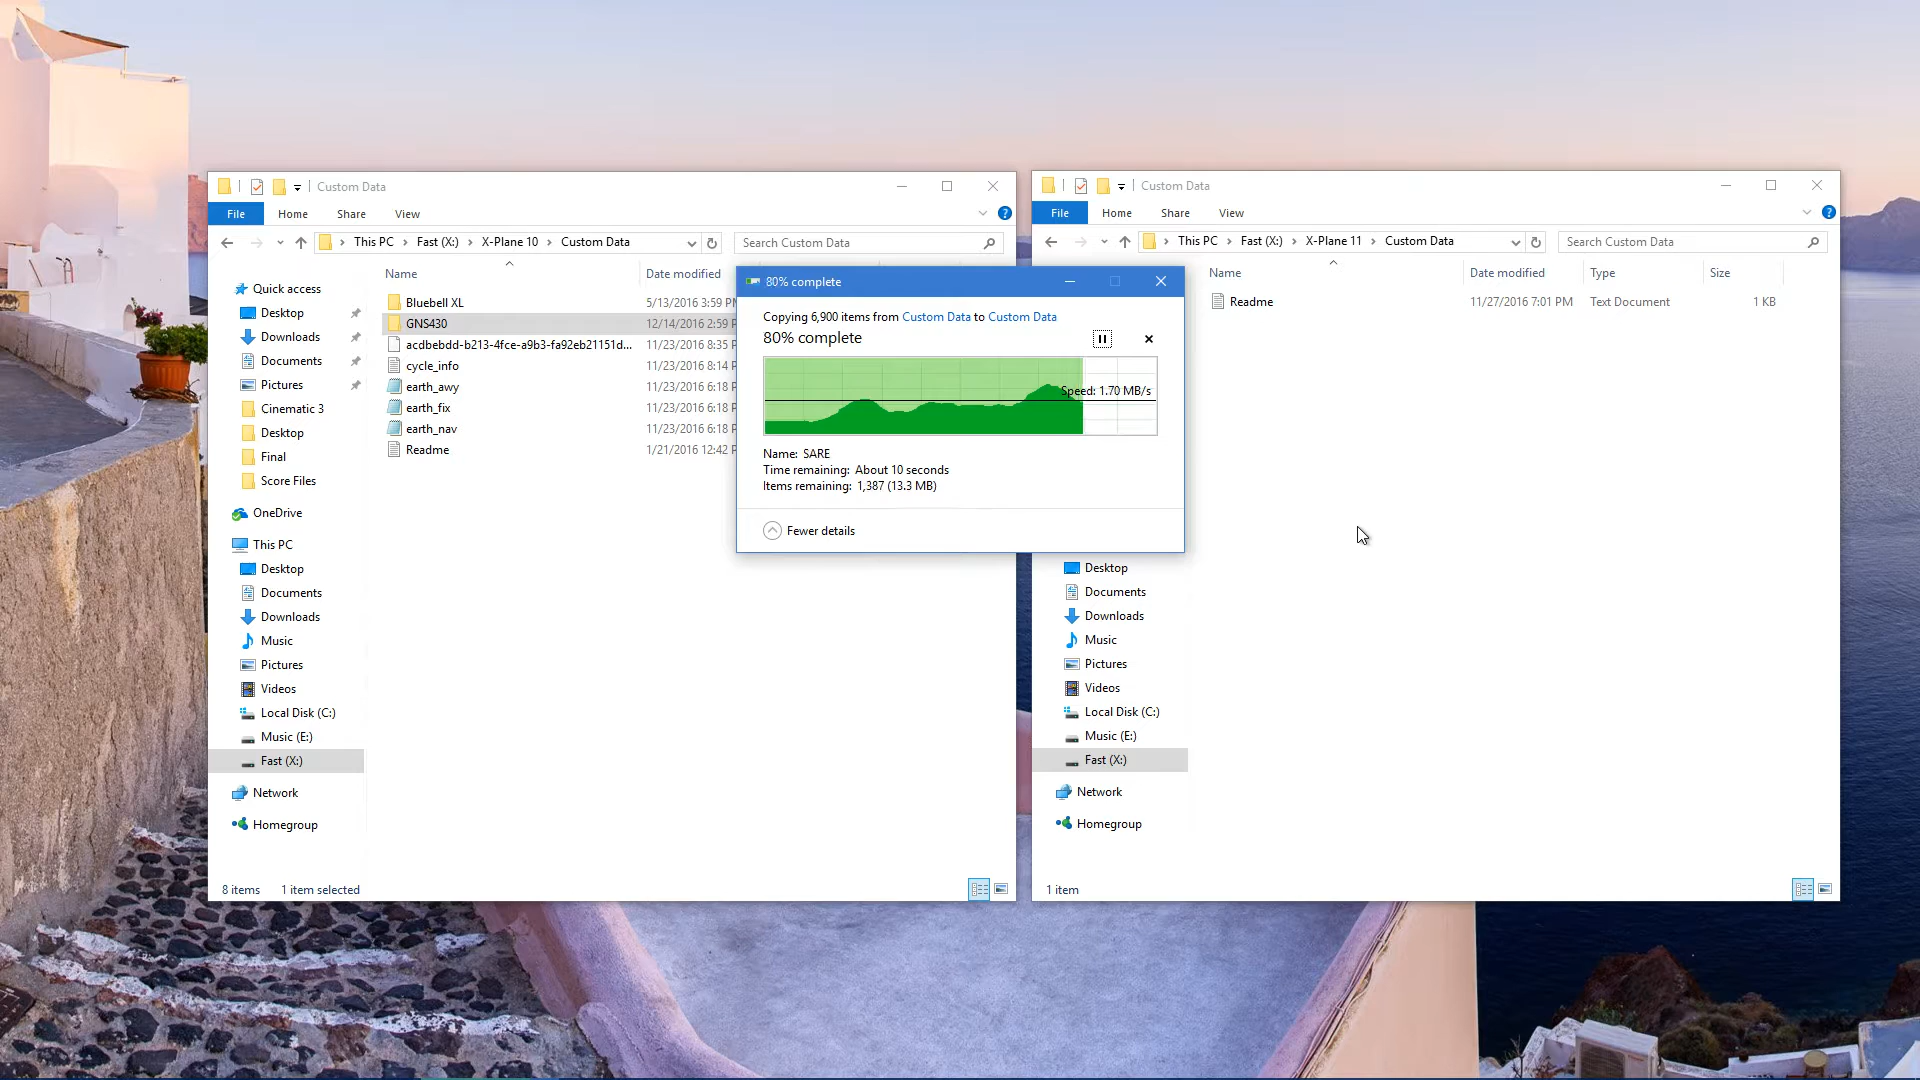 Custom Data
File Home Share View
This PC Fast (X:) X-Plane 10 Custom Data
Search Custom Data
Name Date modified
Quick access
Desktop
Downloads
Documents
Pictures
Cinematic 3
Desktop
Final
Score Files
OneDrive
This PC
Desktop
Documents
Downloads
Music
Pictures
Videos
Local Disk (C:)
Music (E:)
Fast (X:)
Network
Homegroup
Bluebell XL 5/13/2016 3:59 PM
GNS430 12/14/2016 2:59 P
acdbebdd-b213-4fce-a9b3-fa92eb21151d... 11/23/2016 8:35 P
cycle_info 11/23/2016 8:14 P
earth_awy 11/23/2016 6:18 P
earth_fix 11/23/2016 6:18 P
earth_nav 11/23/2016 6:18 P
Readme 1/21/2016 12:42 P
8 items 1 item selected
80% complete
Copying 6,900 items from Custom Data to Custom Data
80% complete
Speed: 1.70 MB/s
Name: SARE
Time remaining: About 10 seconds
Items remaining: 1,387 (13.3 MB)
Fewer details
Custom Data
File Home Share View
This PC Fast (X:) X-Plane 11 Custom Data
Search Custom Data
Name Date modified Type Size
Readme 11/27/2016 7:01 PM Text Document 1 KB
Desktop
Documents
Downloads
Music
Pictures
Videos
Local Disk (C:)
Music (E:)
Fast (X:)
Network
Homegroup
1 item